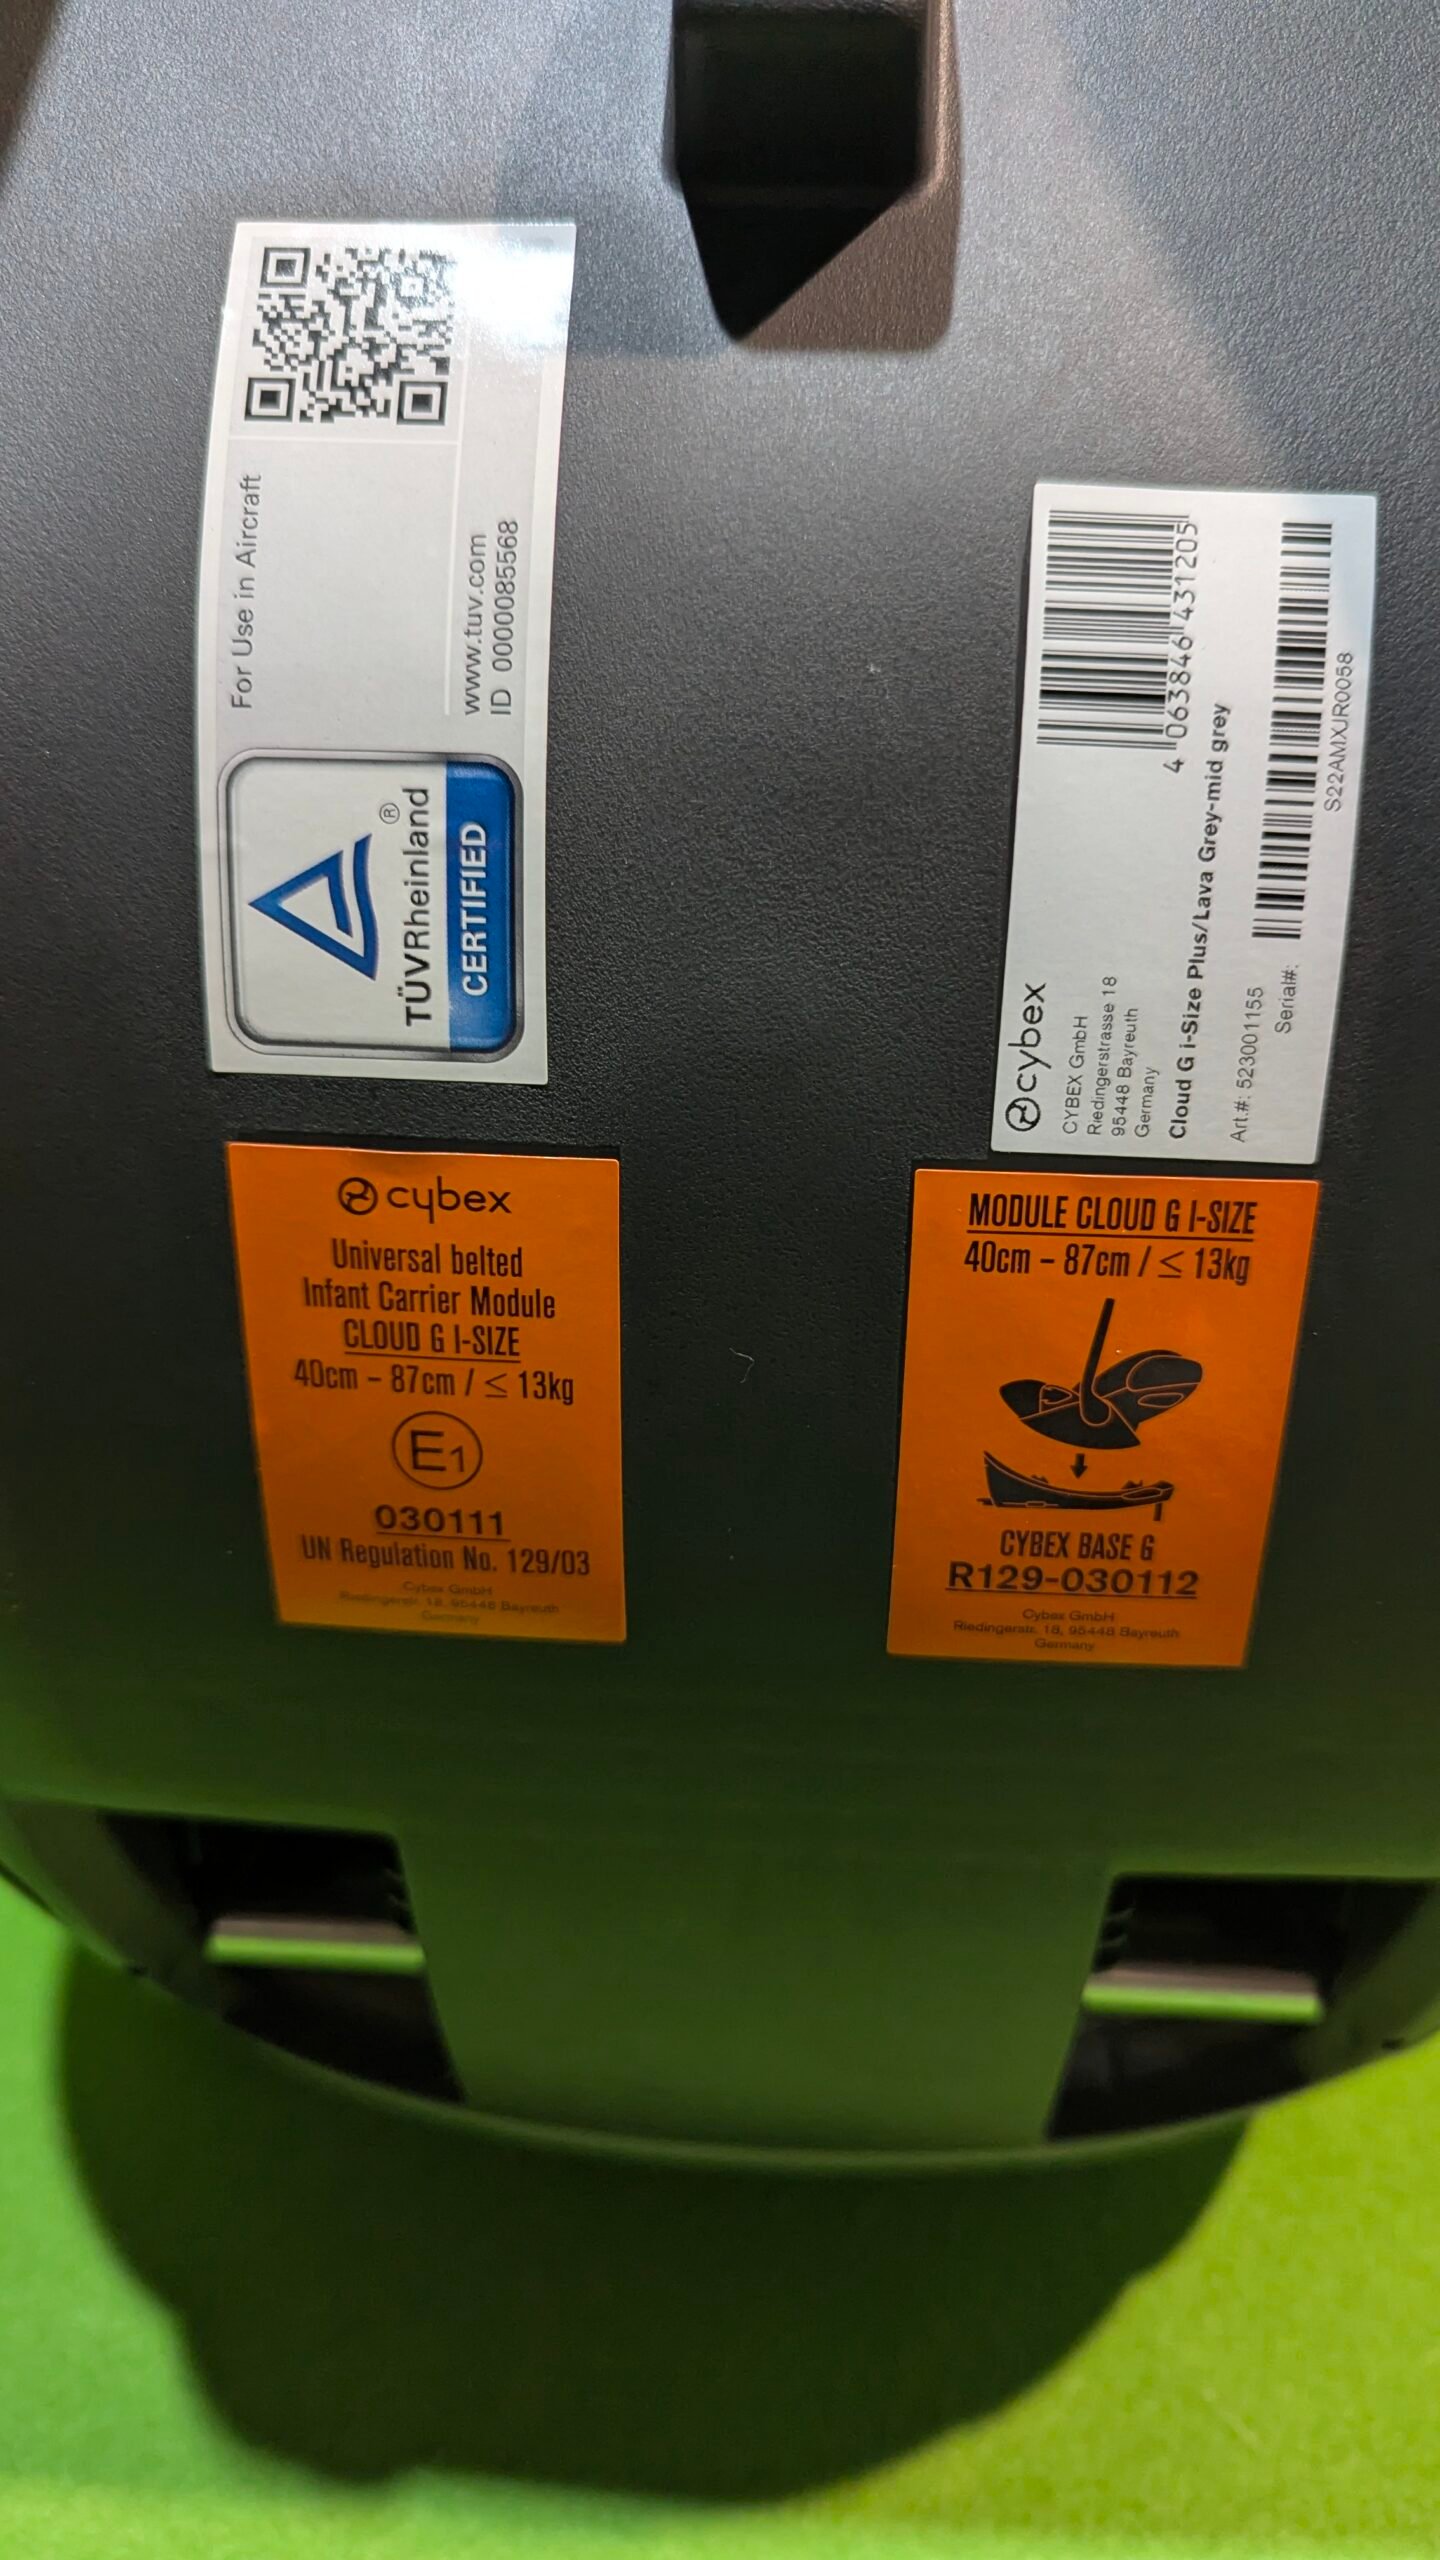 For Use in Aircraft
www.tuv.com
ID 0000085568
TÜVRheinland®
CERTIFIED
cybex
CYBEX GmbH
Riedingerstrasse 18
95448 Bayreuth
Germany
4 063846 431205
Cloud G i-Size Plus/Lava Grey-mid grey
Art.#: 523001155
Serial#:
S22AMXJR0058
cybex
Universal belted
Infant Carrier Module
CLOUD G I-SIZE
40cm – 87cm / ≤ 13kg
E1
030111
UN Regulation No. 129/03
Cybex GmbH
Riedingerstr. 18, 95448 Bayreuth
Germany
MODULE CLOUD G I-SIZE
40cm – 87cm / ≤ 13kg
CYBEX BASE G
R129-030112
Cybex GmbH
Riedingerstr. 18, 95448 Bayreuth
Germany